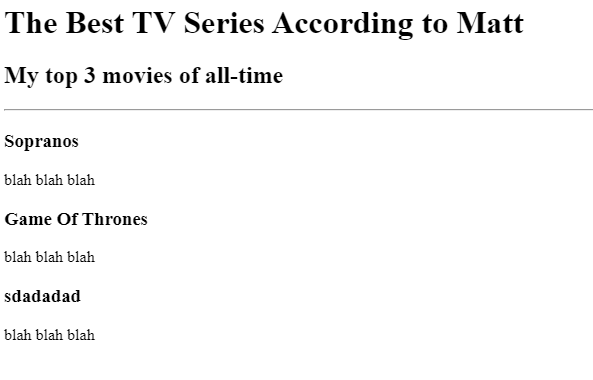 The Best TV Series According to Matt
My top 3 movies of all-time
Sopranos
blah blah blah
Game Of Thrones
blah blah blah
sdadadad
blah blah blah